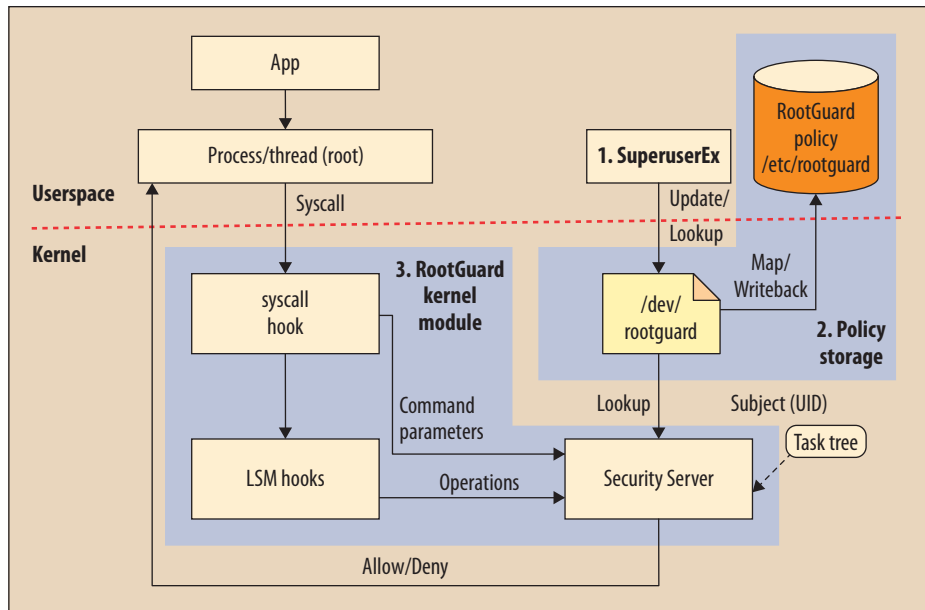 App
Process/thread (root)
1. SuperuserEx
RootGuard
policy
/etc/rootguard
Userspace
Syscall
Update/
Lookup
Kernel
3. RootGuard
kernel
module
syscall
hook
/dev/
rootguard
Map/
Writeback
2. Policy
storage
Command
parameters
Lookup
Subject (UID)
Task tree
LSM hooks
Operations
Security Server
Allow/Deny